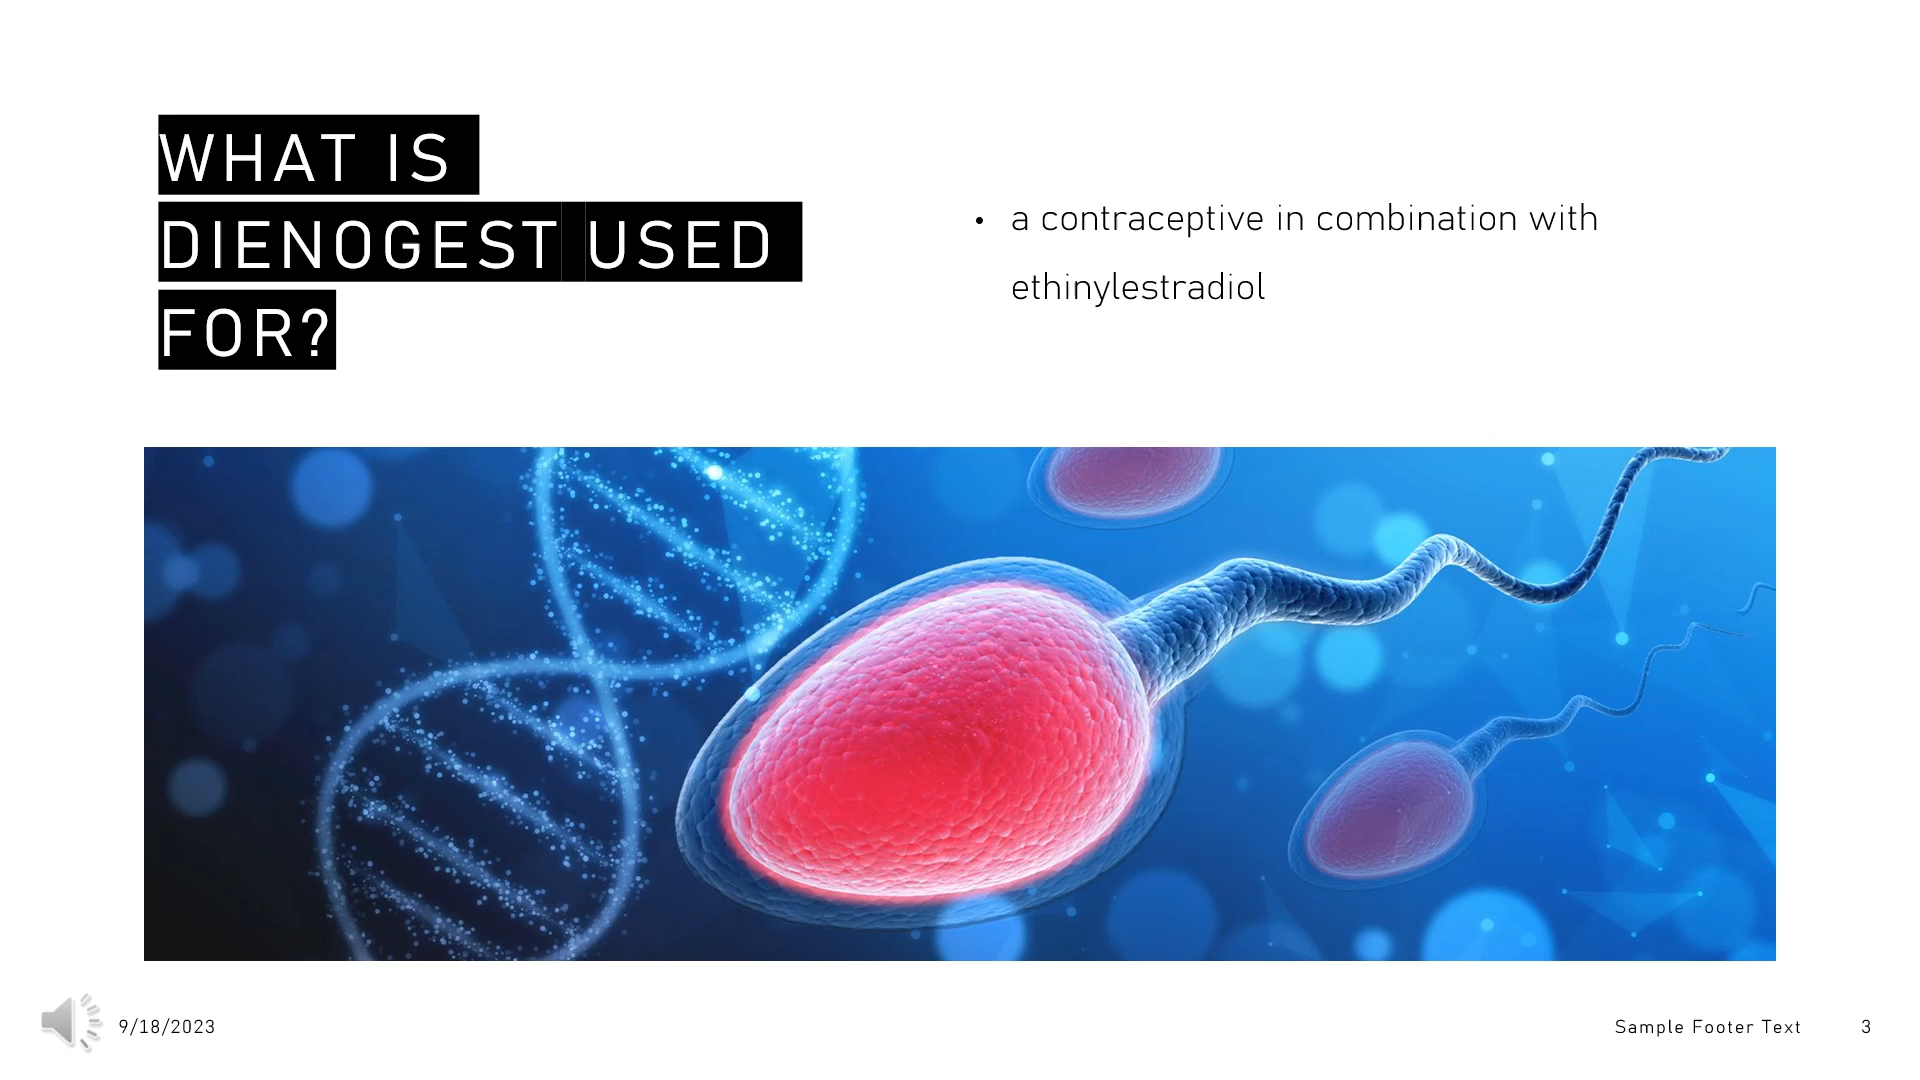 WHAT IS
DIENOGEST USED
FOR?
• a contraceptive in combination with
ethinylestradiol
9/18/2023
Sample Footer Text
3